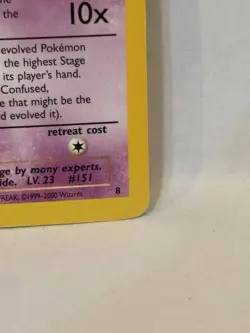 the
10x
evolved Pokémon
the highest Stage
its player's hand.
Confused,
e that might be the
d evolved it).
retreat cost
ge by many experts.
ide. LV. 23 #151
FREAK. ©1999-2000 Wizards.
8